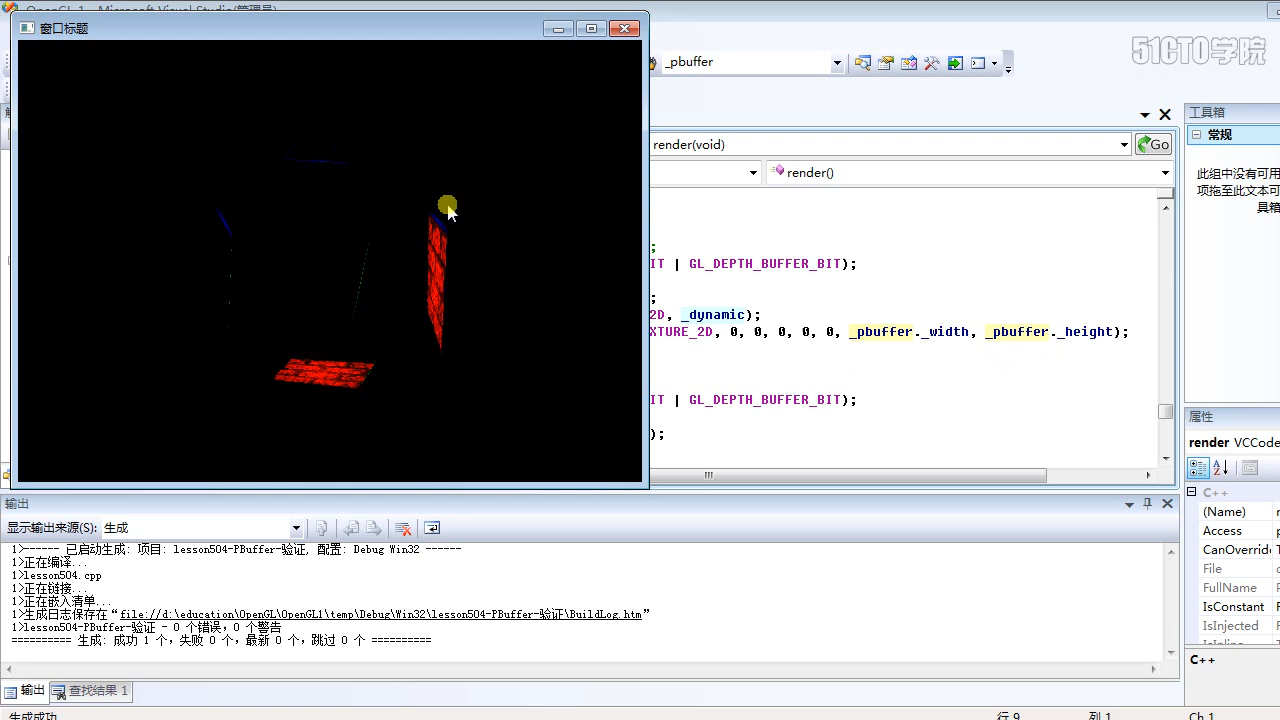 OpenGL 1 - Microsoft Visual Studio(管理员)
窗口标题
51CTO学院
_pbuffer
工具箱
render(void)
Go
常规
render()
此组中没有可用
项拖至此文本可
具箱
;
IT | GL_DEPTH_BUFFER_BIT);
;
2D, _dynamic);
XTURE_2D, 0, 0, 0, 0, 0, _pbuffer._width, _pbuffer._height);
IT | GL_DEPTH_BUFFER_BIT);
);
属性
render VCCode
C++
(Name)
Access
CanOverrid
File
FullName
IsConstant
IsInjected
IsInline
C++
输出
显示输出来源(S): 生成
1>------ 已启动生成: 项目: lesson504-PBuffer-验证, 配置: Debug Win32 ------
1>正在编译...
1>lesson504.cpp
1>正在链接...
1>正在嵌入清单...
1>生成日志保存在“file://d:\education\OpenGL\OpenGL1\temp\Debug\Win32\lesson504-PBuffer-验证\BuildLog.htm”
1>lesson504-PBuffer-验证 - 0 个错误，0 个警告
========== 生成: 成功 1 个，失败 0 个，最新 0 个，跳过 0 个 ==========
输出 查找结果 1
生成成功 行 9 列 1 Ch 1